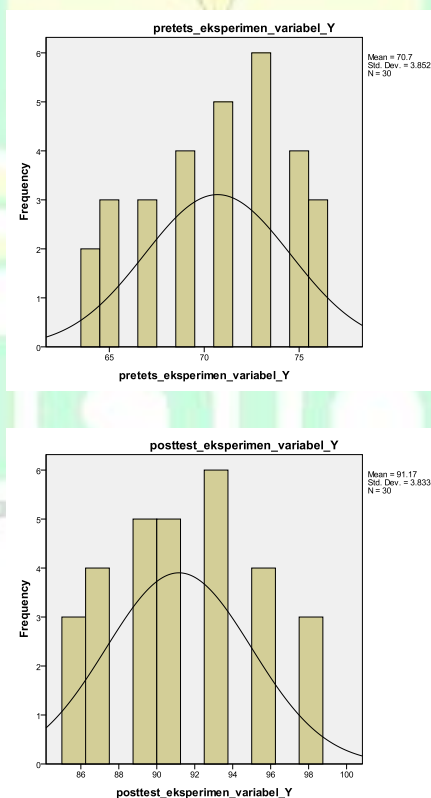 pretets_eksperimen_variabel_Y
Mean = 70.7
Std. Dev. = 3.852
N = 30
6
5
4
3
2
1
0
Frequency
65 70 75
pretets_eksperimen_variabel_Y
posttest_eksperimen_variabel_Y
Mean = 91.17
Std. Dev. = 3.833
N = 30
6
5
4
3
2
1
0
Frequency
86 88 90 92 94 96 98 100
posttest_eksperimen_variabel_Y